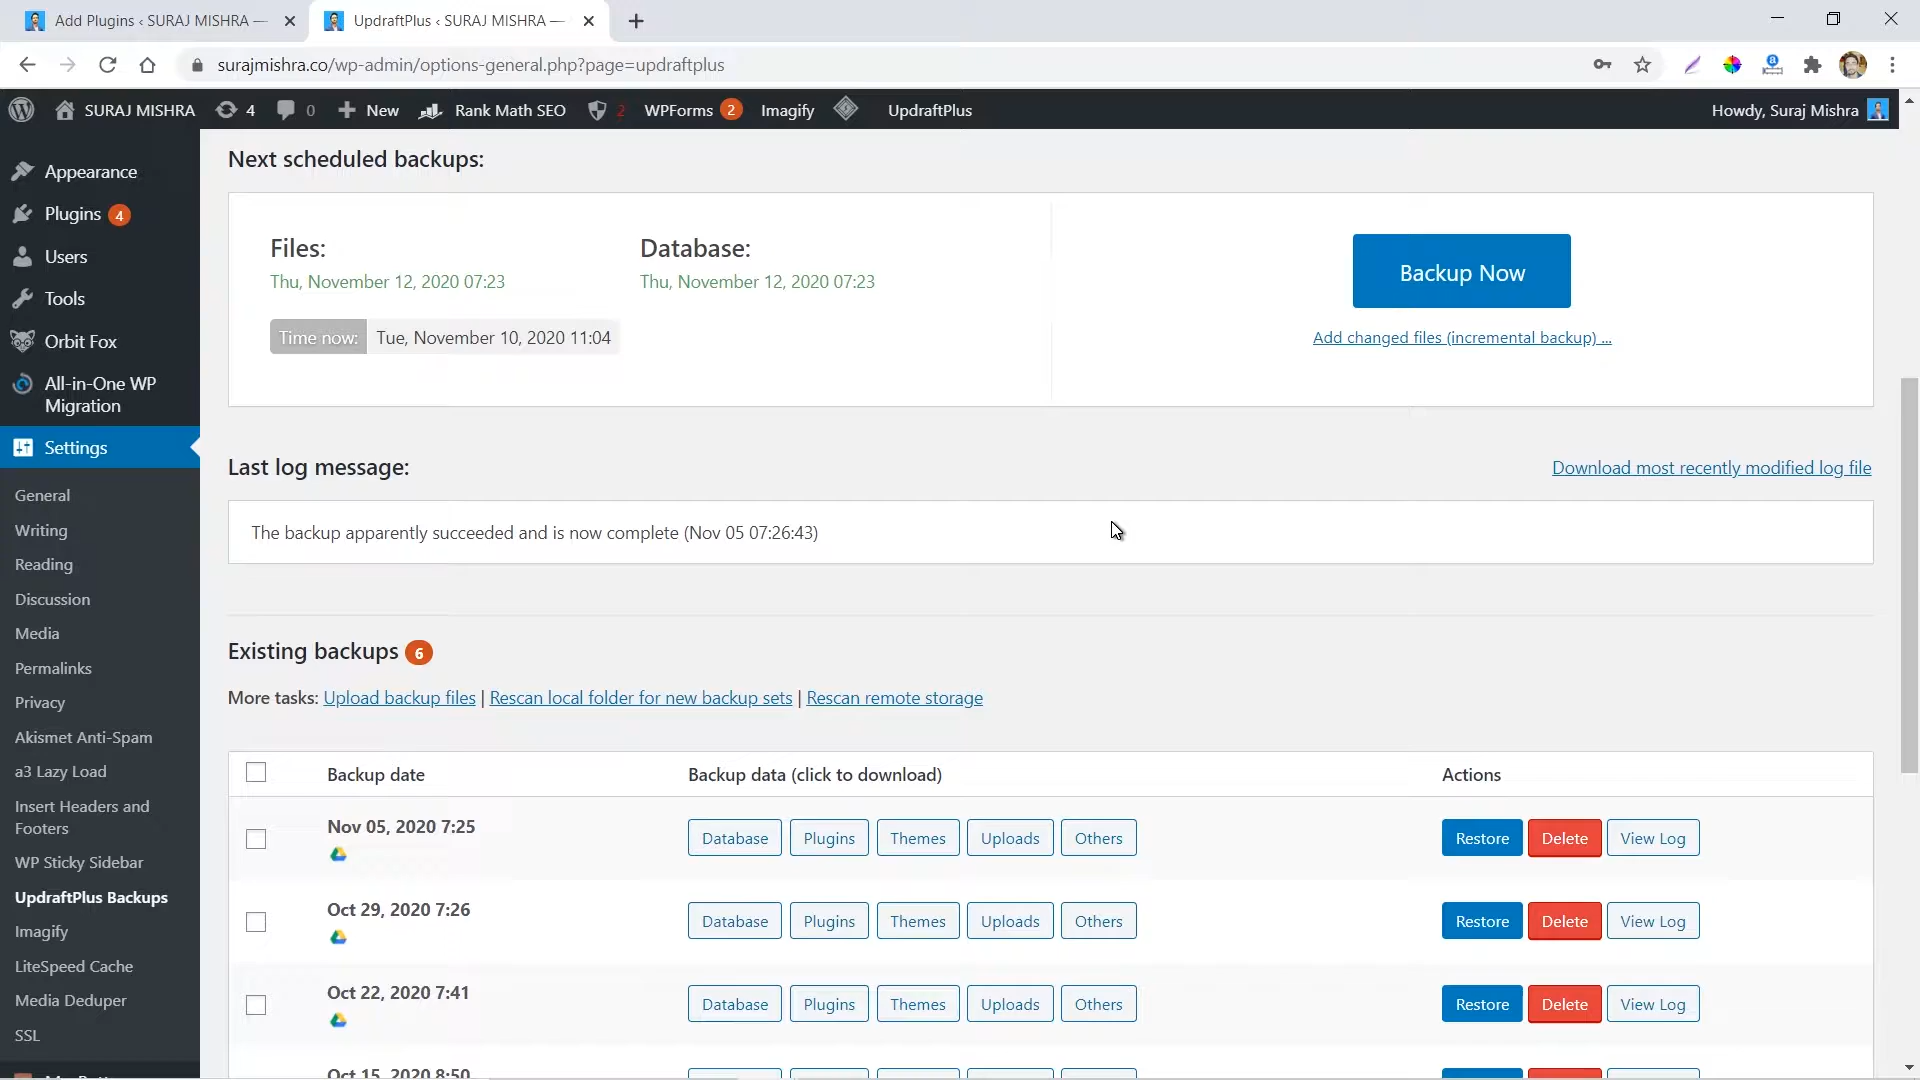 Add Plugins ‹ SURAJ MISHRA —
UpdraftPlus ‹ SURAJ MISHRA —
surajmishra.co/wp-admin/options-general.php?page=updraftplus
SURAJ MISHRA 4 0 New Rank Math SEO 2 WPForms 2 Imagify UpdraftPlus Howdy, Suraj Mishra
Appearance
Plugins 4
Users
Tools
Orbit Fox
All-in-One WP
Migration
Settings
General
Writing
Reading
Discussion
Media
Permalinks
Privacy
Akismet Anti-Spam
a3 Lazy Load
Insert Headers and
Footers
WP Sticky Sidebar
UpdraftPlus Backups
Imagify
LiteSpeed Cache
Media Deduper
SSL
Next scheduled backups:
Files: Database:
Thu, November 12, 2020 07:23 Thu, November 12, 2020 07:23
Time now: Tue, November 10, 2020 11:04
Backup Now
Add changed files (incremental backup) ...
Last log message:
Download most recently modified log file
The backup apparently succeeded and is now complete (Nov 05 07:26:43)
Existing backups 6
More tasks: Upload backup files | Rescan local folder for new backup sets | Rescan remote storage
Backup date Backup data (click to download) Actions
Nov 05, 2020 7:25 Database Plugins Themes Uploads Others Restore Delete View Log
Oct 29, 2020 7:26 Database Plugins Themes Uploads Others Restore Delete View Log
Oct 22, 2020 7:41 Database Plugins Themes Uploads Others Restore Delete View Log
Oct 15, 2020 8:50